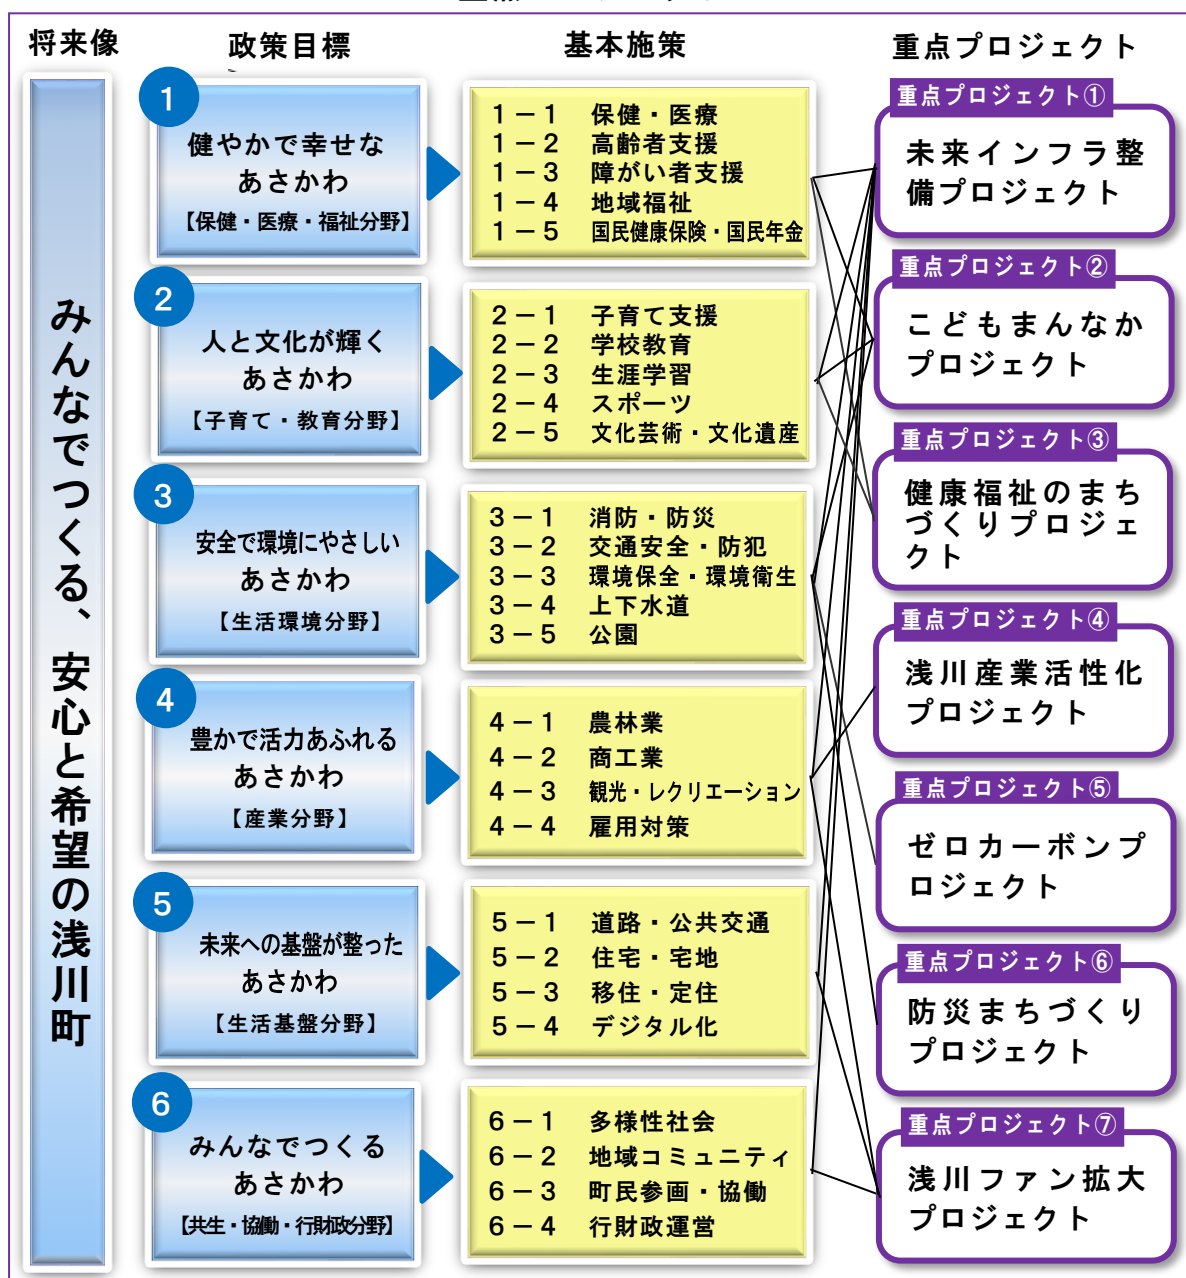 将来像
政策目標
基本施策
重点プロジェクト
みんなでつくる、安心と希望の浅川町
1
健やかで幸せな
あさかわ
【保健・医療・福祉分野】
1－1 保健・医療
1－2 高齢者支援
1－3 障がい者支援
1－4 地域福祉
1－5 国民健康保険・国民年金
2
人と文化が輝く
あさかわ
【子育て・教育分野】
2－1 子育て支援
2－2 学校教育
2－3 生涯学習
2－4 スポーツ
2－5 文化芸術・文化遺産
3
安全で環境にやさしい
あさかわ
【生活環境分野】
3－1 消防・防災
3－2 交通安全・防犯
3－3 環境保全・環境衛生
3－4 上下水道
3－5 公園
4
豊かで活力あふれる
あさかわ
【産業分野】
4－1 農林業
4－2 商工業
4－3 観光・レクリエーション
4－4 雇用対策
5
未来への基盤が整った
あさかわ
【生活基盤分野】
5－1 道路・公共交通
5－2 住宅・宅地
5－3 移住・定住
5－4 デジタル化
6
みんなでつくる
あさかわ
【共生・協働・行財政分野】
6－1 多様性社会
6－2 地域コミュニティ
6－3 町民参画・協働
6－4 行財政運営
重点プロジェクト①
未来インフラ整
備プロジェクト
重点プロジェクト②
こどもまんなか
プロジェクト
重点プロジェクト③
健康福祉のまち
づくりプロジェ
クト
重点プロジェクト④
浅川産業活性化
プロジェクト
重点プロジェクト⑤
ゼロカーボンプ
ロジェクト
重点プロジェクト⑥
防災まちづくり
プロジェクト
重点プロジェクト⑦
浅川ファン拡大
プロジェクト